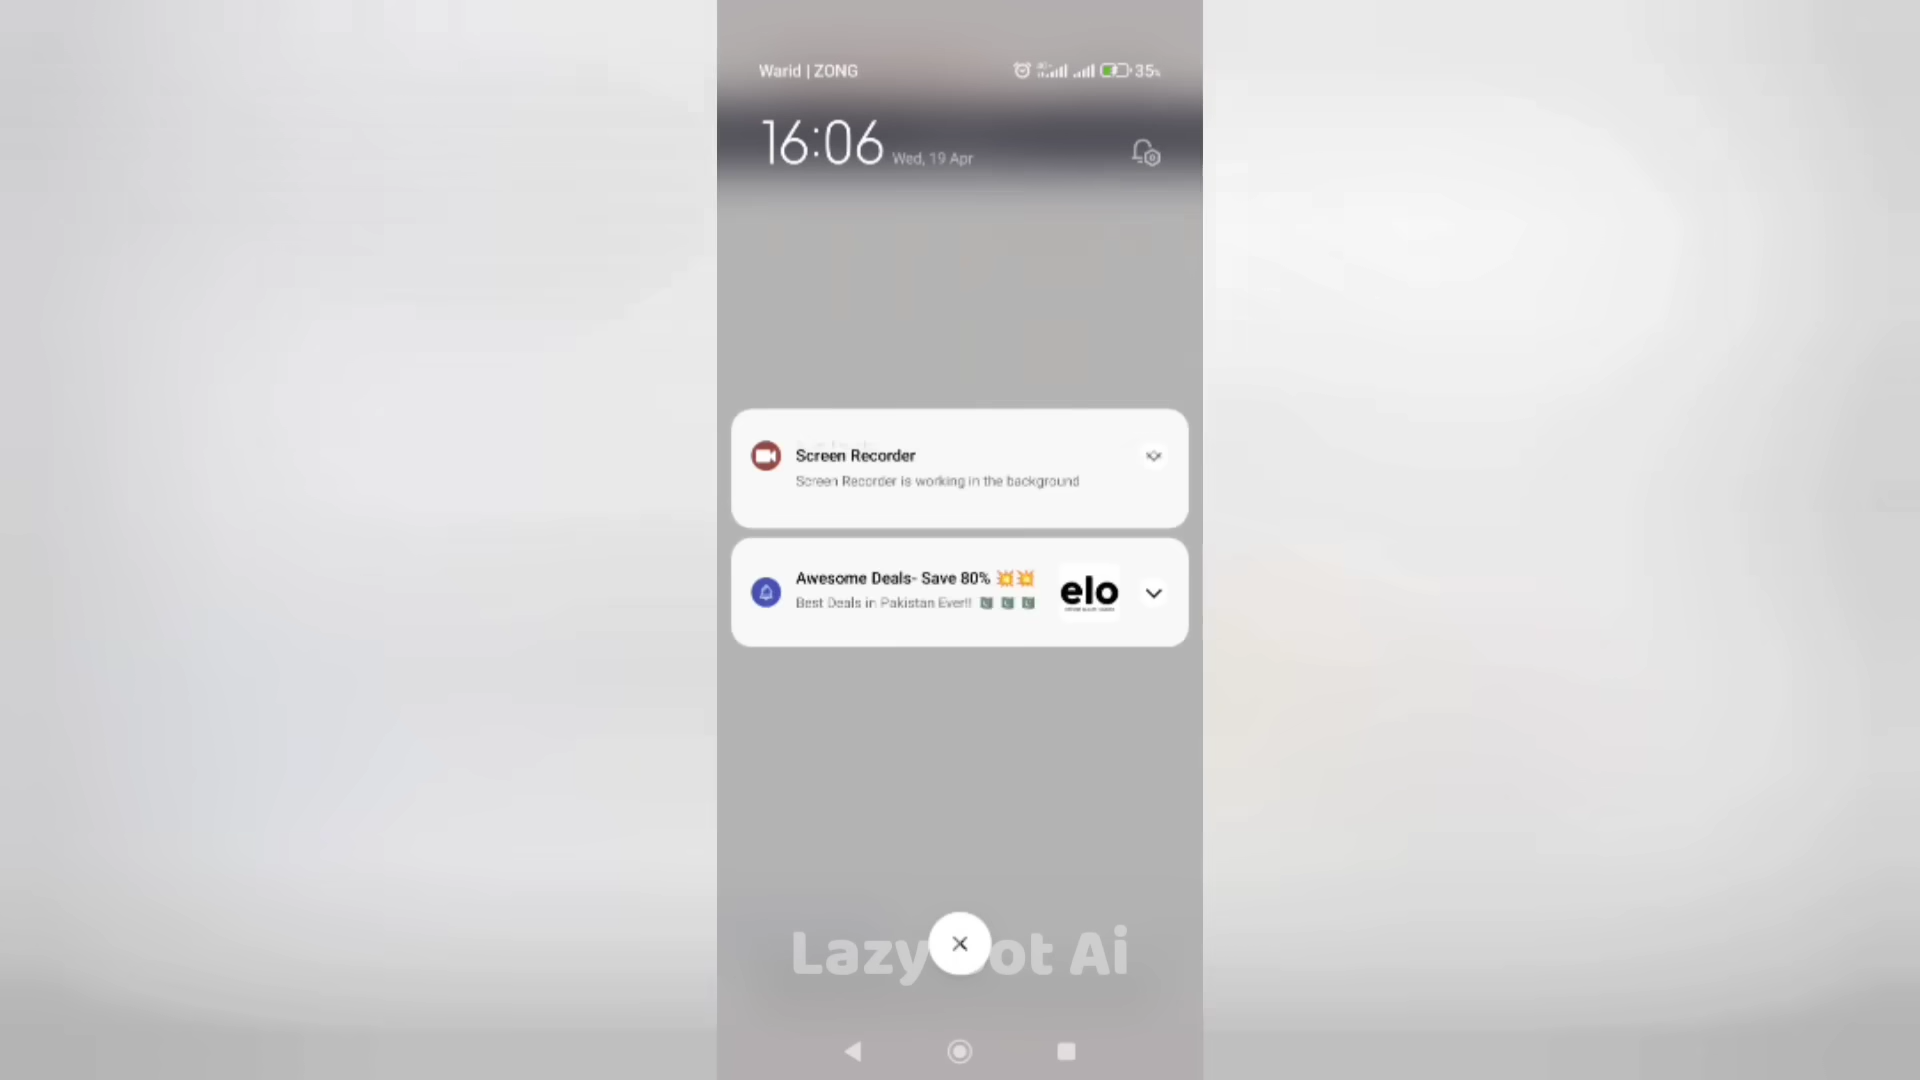 Warid | ZONG
35%
16:06 Wed, 19 Apr
Screen Recorder
Screen Recorder is working in the background
Awesome Deals- Save 80% 💥💥
Best Deals in Pakistan Ever!! 🇵🇰 🇵🇰 🇵🇰
elo
Lazy ot Ai